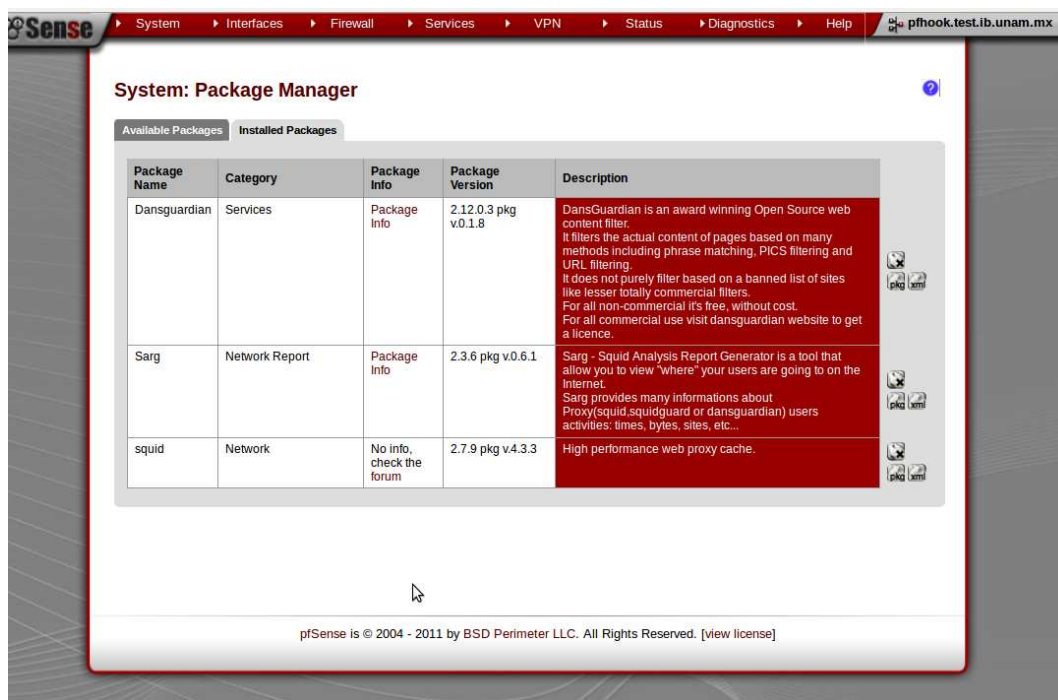 Sense System Interfaces Firewall Services VPN Status Diagnostics Help pfhook.test.ib.unam.mx
System: Package Manager
?
Available Packages Installed Packages
Package Name Category Package Info Package Version Description
Dansguardian Services Package Info 2.12.0.3 pkg v.0.1.8
DansGuardian is an award winning Open Source web
content filter.
It filters the actual content of pages based on many
methods including phrase matching, PICS filtering and
URL filtering.
It does not purely filter based on a banned list of sites
like lesser totally commercial filters.
For all non-commercial it's free, without cost.
For all commercial use visit dansguardian website to get
a licence.
pkg xml
Sarg Network Report Package Info 2.3.6 pkg v.0.6.1
Sarg - Squid Analysis Report Generator is a tool that
allow you to view "where" your users are going to on the
Internet.
Sarg provides many informations about
Proxy(squid,squidguard or dansguardian) users
activities: times, bytes, sites, etc...
pkg xml
squid Network No info, check the forum 2.7.9 pkg v.4.3.3 High performance web proxy cache.
pkg xml
pfSense is © 2004 - 2011 by BSD Perimeter LLC. All Rights Reserved. [view license]